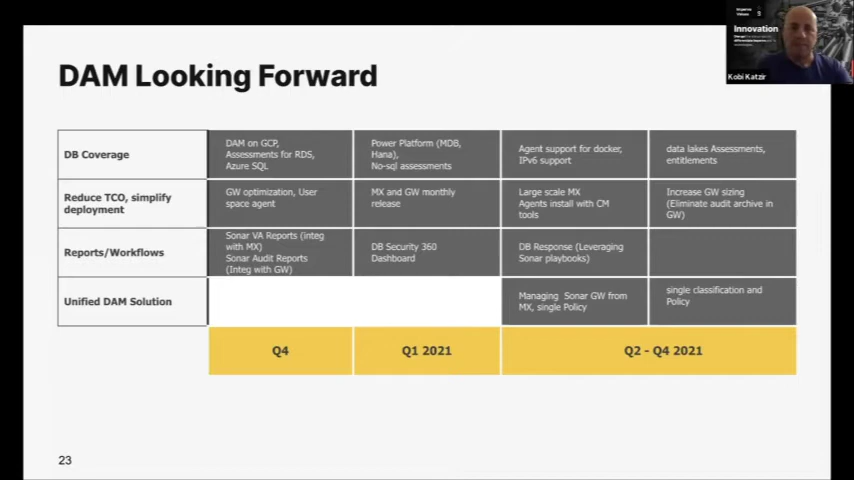 DAM Looking Forward
DB Coverage
DAM on GCP,
Assessments for RDS,
Azure SQL
Power Platform (MDB,
Hana),
No-sql assessments
Agent support for docker,
IPv6 support
data lakes Assessments,
entitlements
Reduce TCO, simplify
deployment
GW optimization, User
space agent
MX and GW monthly
release
Large scale MX
Agents install with CM
tools
Increase GW sizing
(Eliminate audit archive in
GW)
Reports/Workflows
Sonar VA Reports (integ
with MX)
Sonar Audit Reports
(Integ with GW)
DB Security 360
Dashboard
DB Response (Leveraging
Sonar playbooks)
Unified DAM Solution
Managing Sonar GW from
MX, single Policy
single classification and
Policy
Q4
Q1 2021
Q2 - Q4 2021
23
Innovation
Kobi Katzir